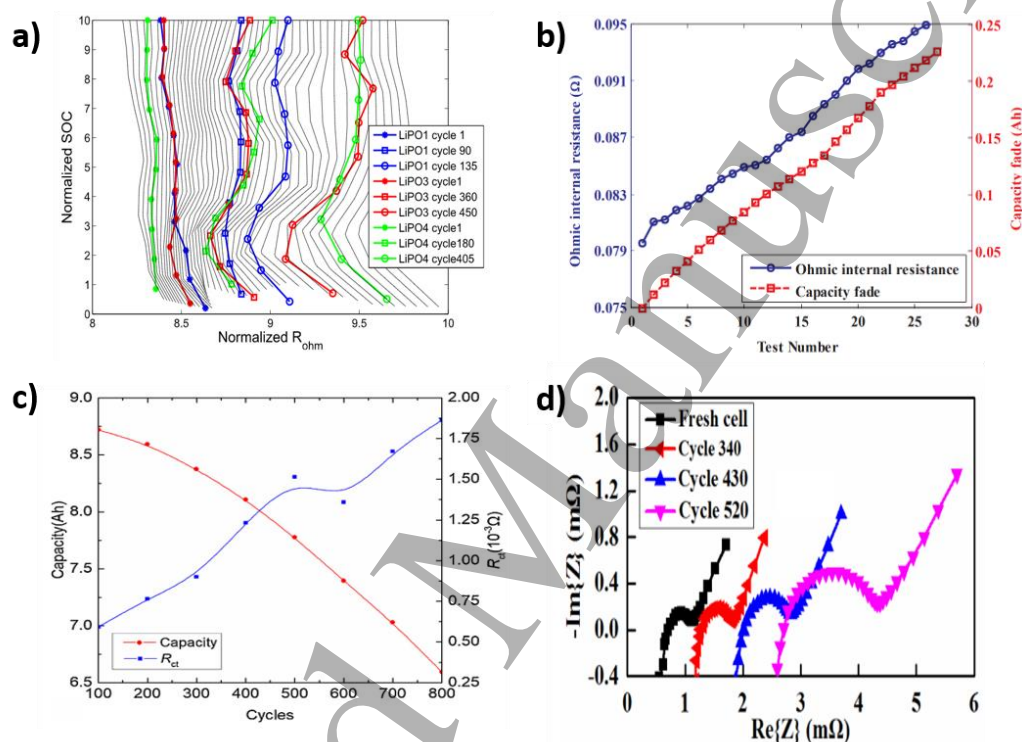 a)
Normalized SOC
10
9
8
7
6
5
4
3
2
1
0
8
8.5
9
9.5
10
Normalized Rohm
LiPO1 cycle 1
LiPO1 cycle 90
LiPO1 cycle 135
LiPO3 cycle1
LiPO3 cycle 360
LiPO3 cycle 450
LiPO4 cycle1
LiPO4 cycle180
LiPO4 cycle405
b)
Ohmic internal resistance (Ω)
0.095
0.091
0.087
0.083
0.079
0.075
0.25
0.2
0.15
0.1
0.05
0
Capacity fade (Ah)
0
5
10
15
20
25
30
Test Number
Ohmic internal resistance
Capacity fade
c)
Capacity(Ah)
9.0
8.5
8.0
7.5
7.0
6.5
2.00
1.75
1.50
1.25
1.00
0.75
0.50
0.25
Rct(10⁻³Ω)
100
200
300
400
500
600
700
800
Cycles
Capacity
Rct
d)
-Im{Z} (mΩ)
2.0
1.6
1.2
0.8
0.4
0.0
-0.4
0
1
2
3
4
5
6
Re{Z} (mΩ)
Fresh cell
Cycle 340
Cycle 430
Cycle 520